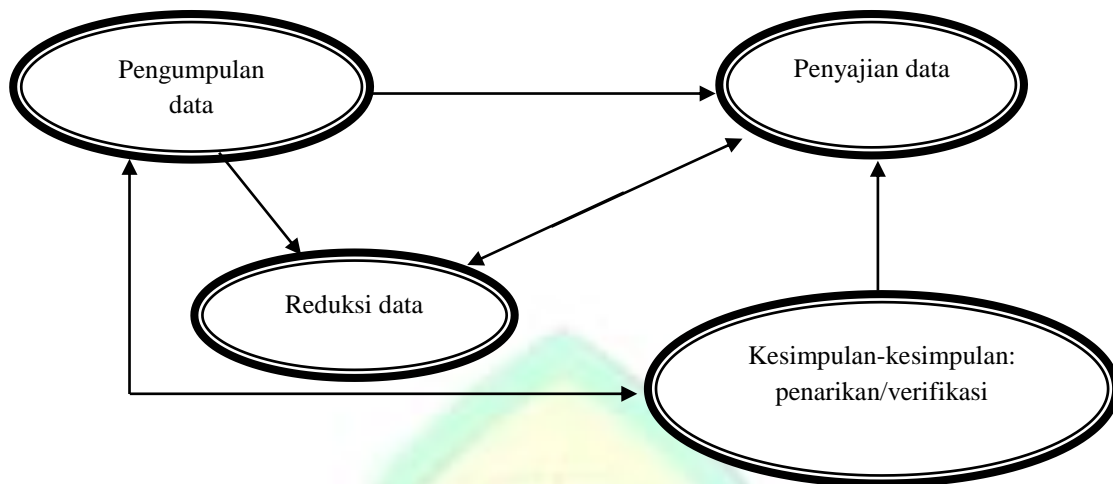 Pengumpulan
data
Penyajian data
Reduksi data
Kesimpulan-kesimpulan:
penarikan/verifikasi